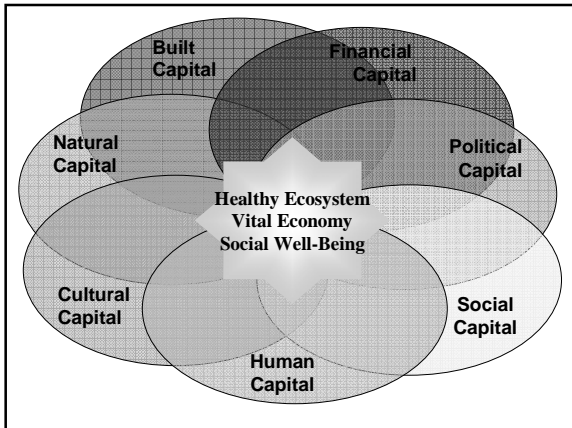 Built
Capital
Financial
Capital
Natural
Capital
Political
Capital
Healthy Ecosystem
Vital Economy
Social Well-Being
Cultural
Capital
Social
Capital
Human
Capital